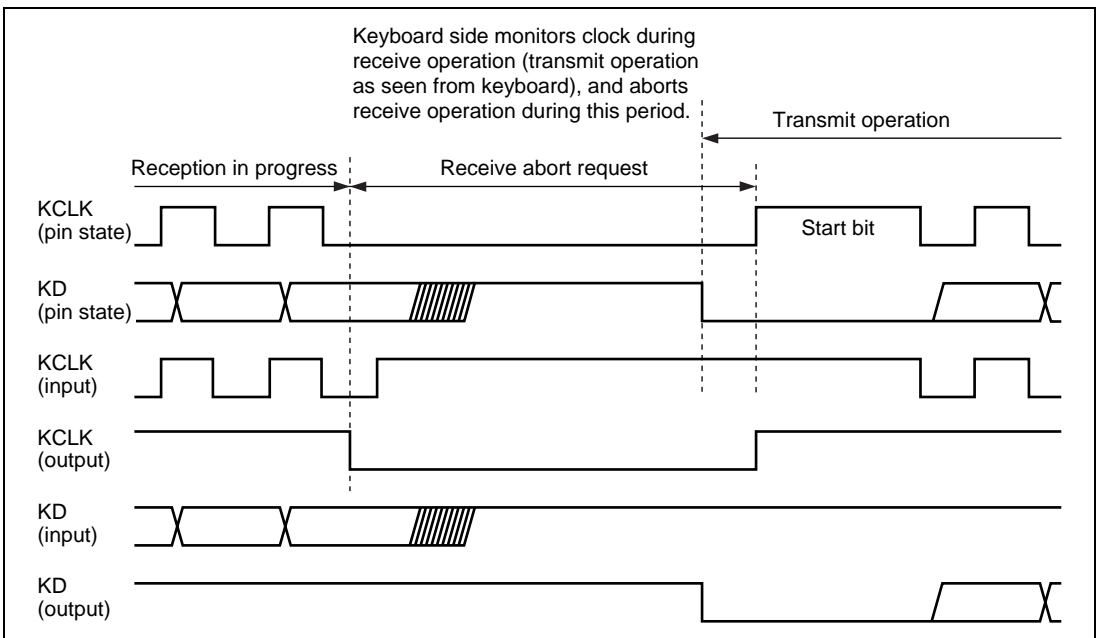 Keyboard side monitors clock during
receive operation (transmit operation
as seen from keyboard), and aborts
receive operation during this period.
Transmit operation
Reception in progress
Receive abort request
KCLK
(pin state)
Start bit
KD
(pin state)
KCLK
(input)
KCLK
(output)
KD
(input)
KD
(output)